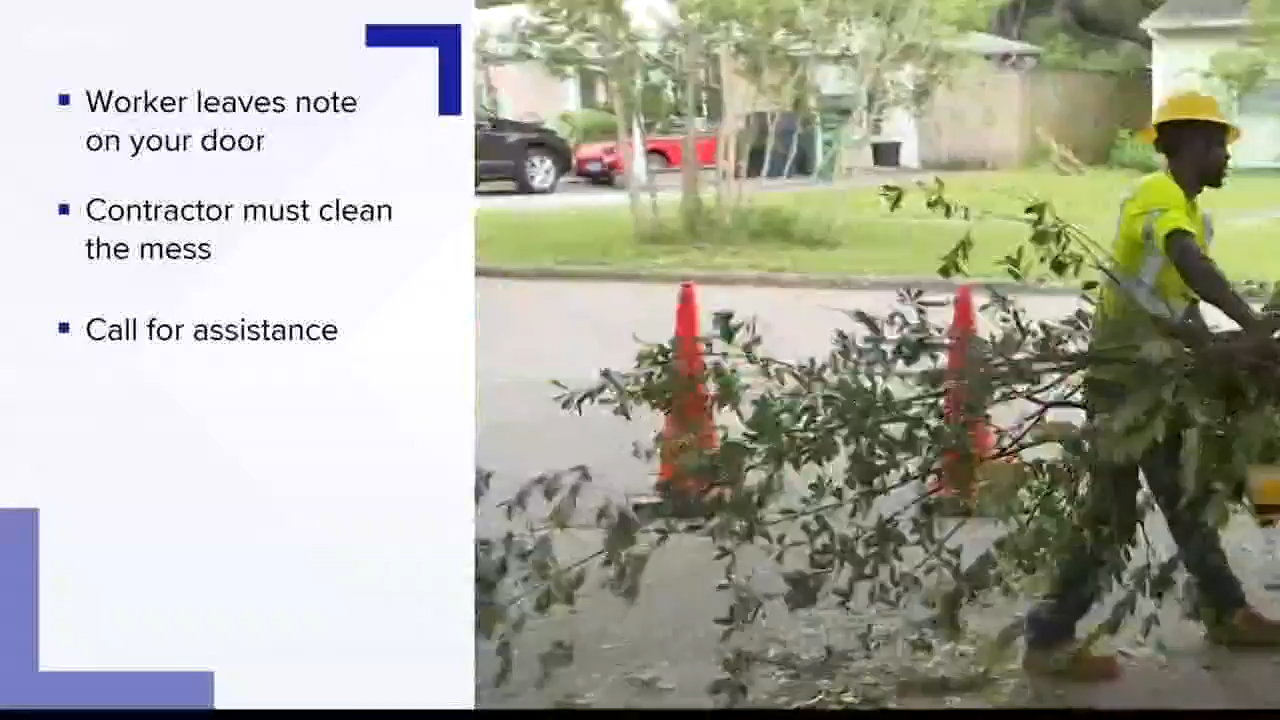 Worker leaves note
on your door
Contractor must clean
the mess
Call for assistance